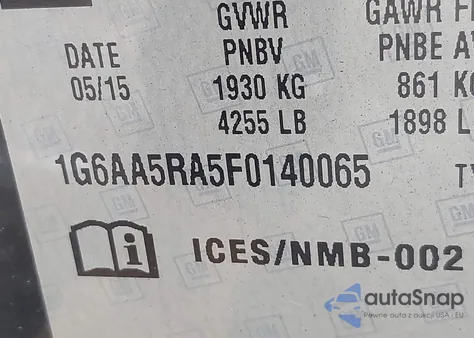 GVWR
GAWR F
DATE
PNBV
PNBE A
05/15
1930 KG
861 K
4255 LB
1898 L
1G6AA5RA5F0140065
T
i
ICES/NMB-002
GM
autaSnap
Pewne auta z aukcji USA i EU